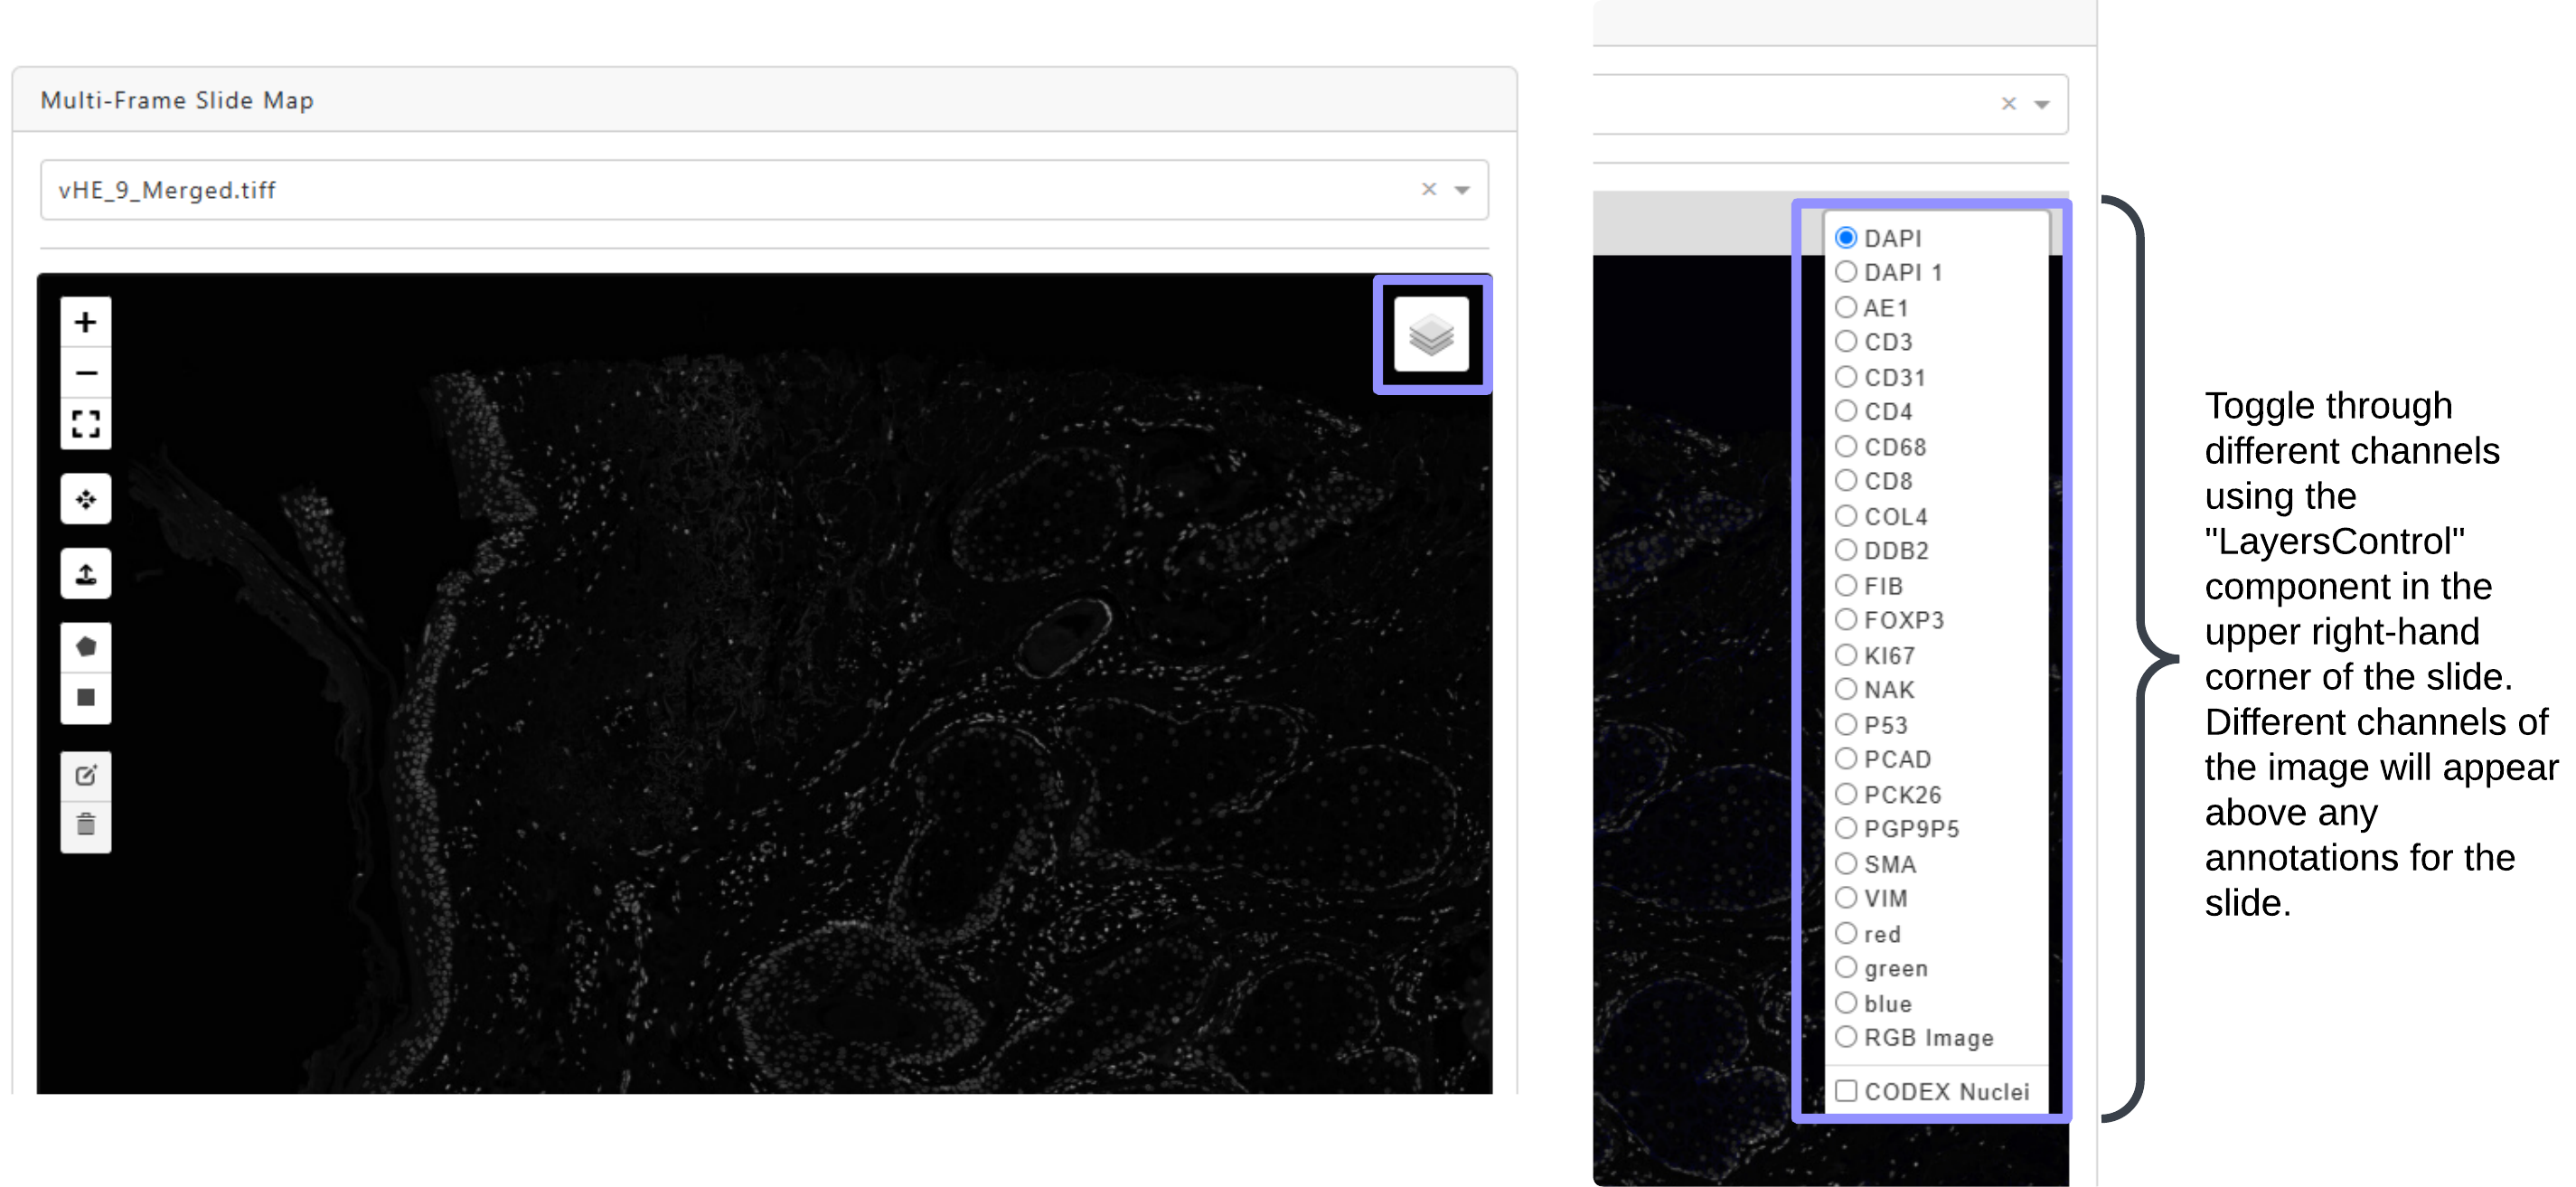 Multi-Frame Slide Map
vHE_9_Merged.tiff
DAPI
DAPI 1
AE1
CD3
CD31
CD4
CD68
CD8
COL4
DDB2
FIB
FOXP3
KI67
NAK
P53
PCAD
PCK26
PGP9P5
SMA
VIM
red
green
blue
RGB Image
CODEX Nuclei
Toggle through
different channels
using the
"LayersControl"
component in the
upper right-hand
corner of the slide.
Different channels of
the image will appear
above any
annotations for the
slide.